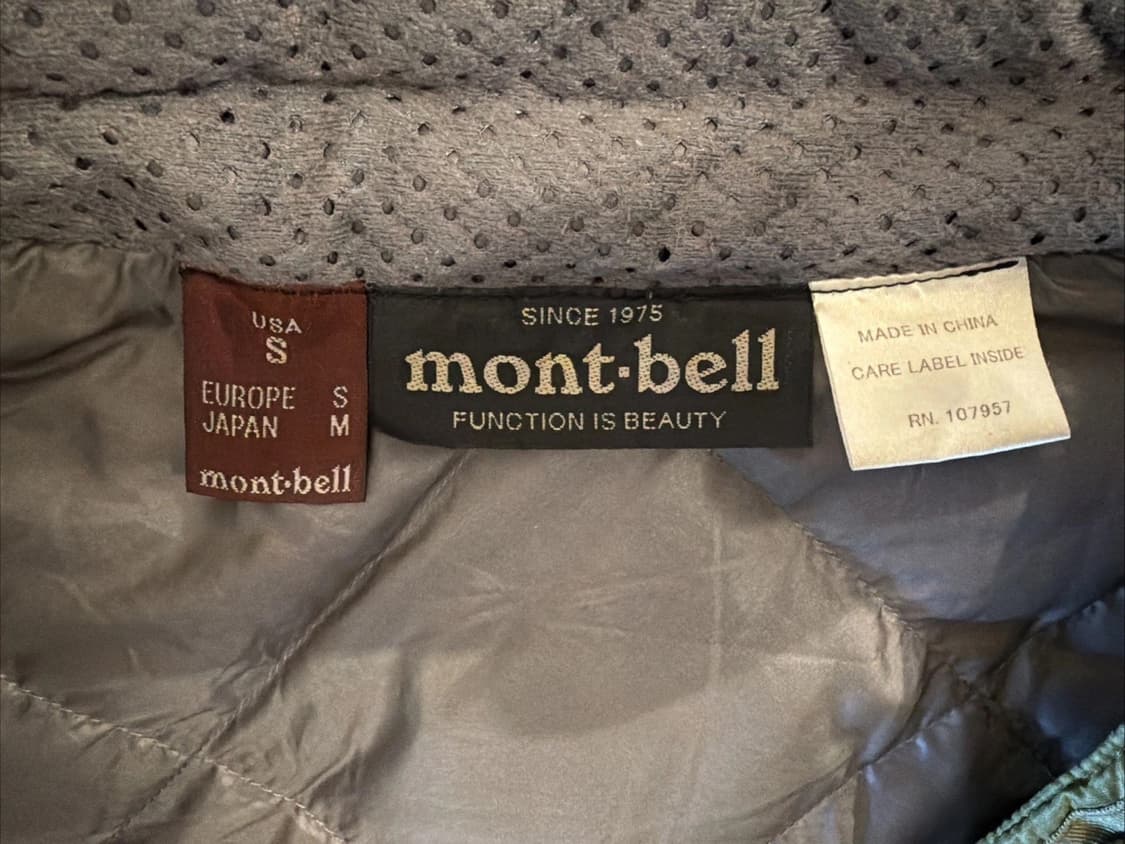 USA
S
EUROPE S
JAPAN M
mont·bell
SINCE 1975
mont·bell
FUNCTION IS BEAUTY
MADE IN CHINA
CARE LABEL INSIDE
RN. 107957